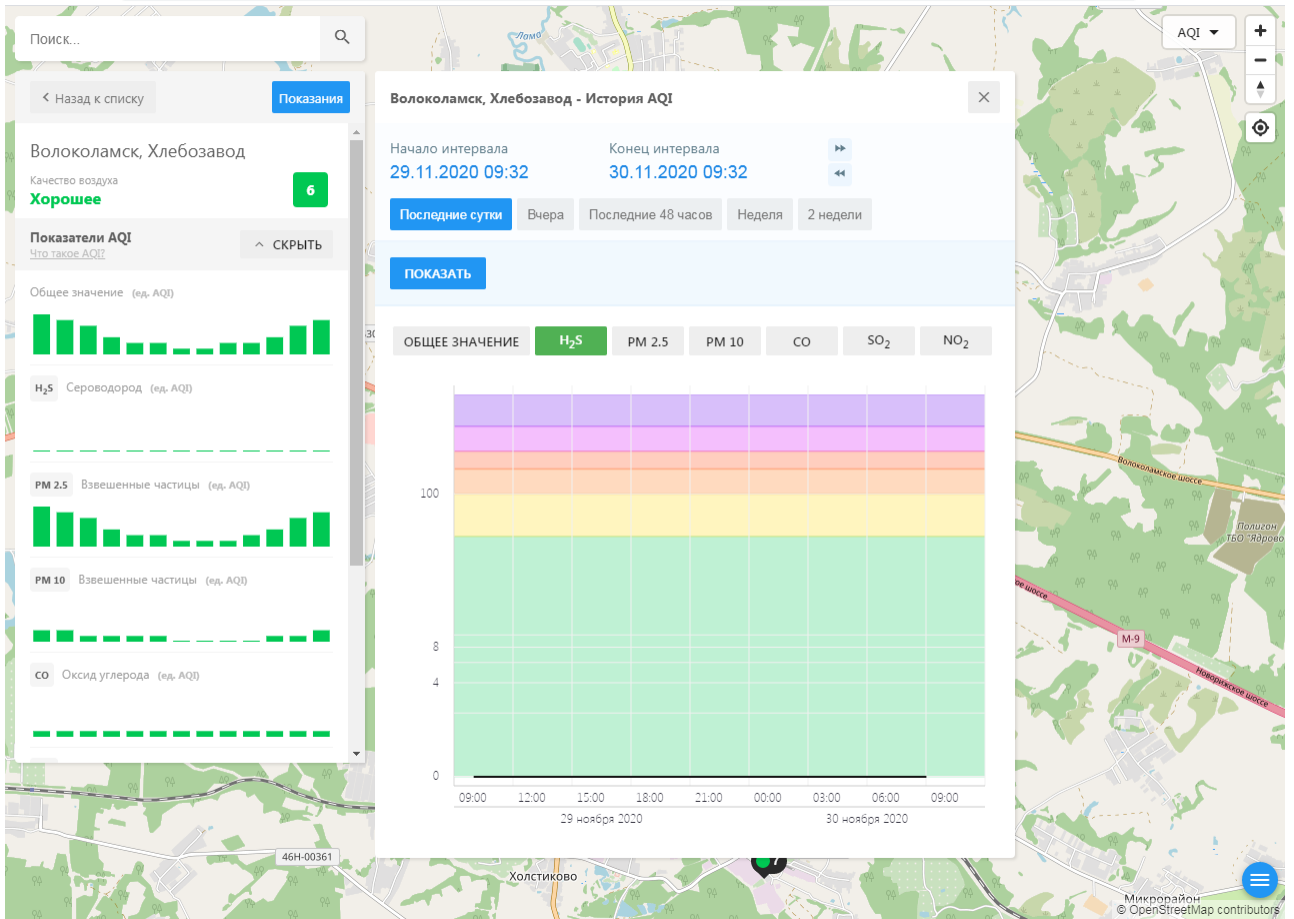 Поиск...
Ломо
AQI
Назад к списку
Показания
Волоколамск, Хлебозавод
Качество воздуха
Хорошее
6
Показатели AQI
Что такое AQI?
СКРЫТЬ
Общее значение (ед. AQI)
H₂S Сероводород (ед. AQI)
PM 2.5 Взвешенные частицы (ед. AQI)
PM 10 Взвешенные частицы (ед. AQI)
CO Оксид углерода (ед. AQI)
Волоколамск, Хлебозавод - История AQI
Начало интервала
Конец интервала
29.11.2020 09:32
30.11.2020 09:32
Последние сутки
Вчера
Последние 48 часов
Неделя
2 недели
ПОКАЗАТЬ
ОБЩЕЕ ЗНАЧЕНИЕ
H₂S
PM 2.5
PM 10
CO
SO₂
NO₂
100
8
4
0
09:00 12:00 15:00 18:00 21:00 00:00 03:00 06:00 09:00
29 ноября 2020
30 ноября 2020
Волоколамское шоссе
Полигон
ТБО "Ядрово
М-9
Новорижское шоссе
46Н-00361
7
Холстиково
Микрорайон
© OpenStreetMap contributors